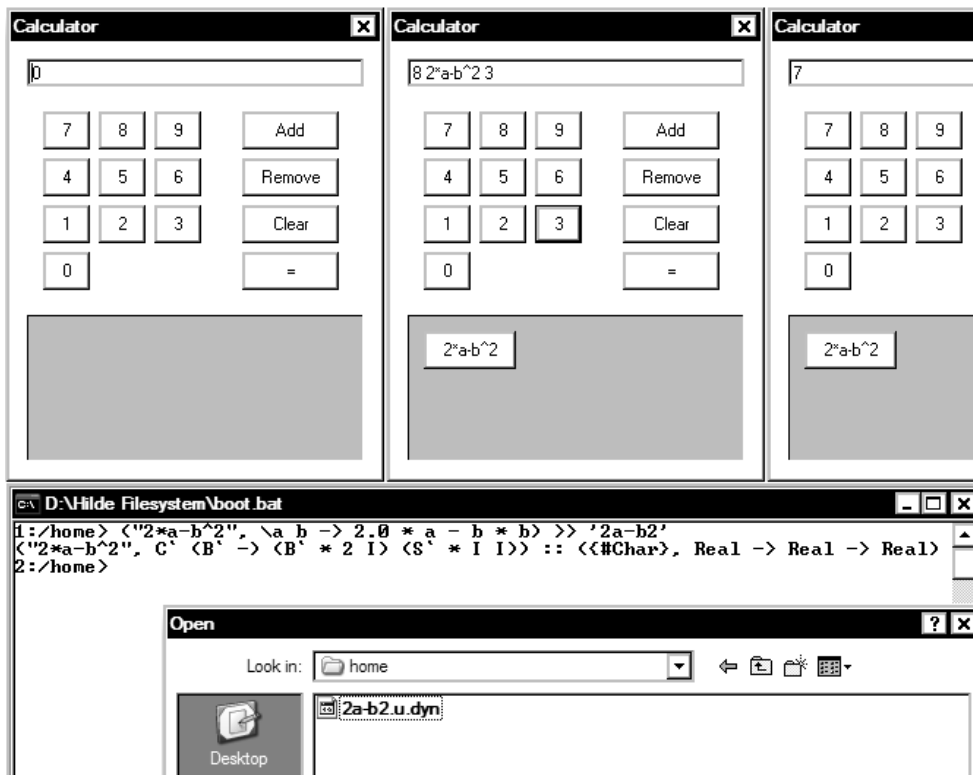 Calculator
0
7 8 9 Add
4 5 6 Remove
1 2 3 Clear
0 =
Calculator
8 2*a-b^2 3
7 8 9 Add
4 5 6 Remove
1 2 3 Clear
0 =
2*a-b^2
Calculator
7
7 8 9
4 5 6
1 2 3
0
2*a-b^2
D:\Hilde Filesystem\boot.bat
1:/home> ("2*a-b^2", \a b -> 2.0 * a - b * b) >> '2a-b2'
("2*a-b^2", C` (B` -) (B` * 2 I) (S` * I I)) :: ({#Char}, Real -> Real -> Real)
2:/home>
Open
Look in: home
2a-b2.u.dyn
Desktop